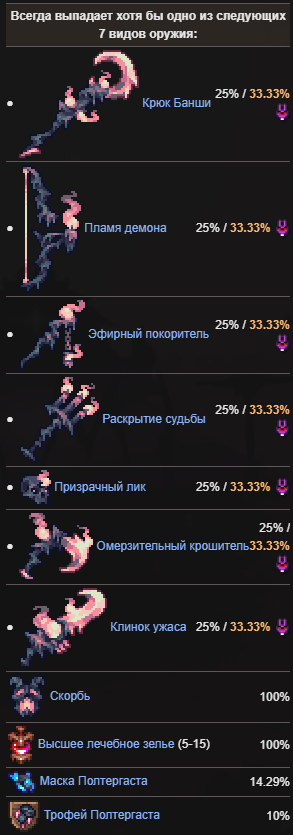 Всегда выпадает хотя бы одно из следующих
7 видов оружия:
Крюк Банши 25% / 33.33%
Пламя демона 25% / 33.33%
Эфирный покоритель 25% / 33.33%
Раскрытие судьбы 25% / 33.33%
Призрачный лик 25% / 33.33%
Омерзительный крошитель 25% /
33.33%
Клинок ужаса 25% / 33.33%
Скорбь 100%
Высшее лечебное зелье (5-15) 100%
Маска Полтергаста 14.29%
Трофей Полтергаста 10%